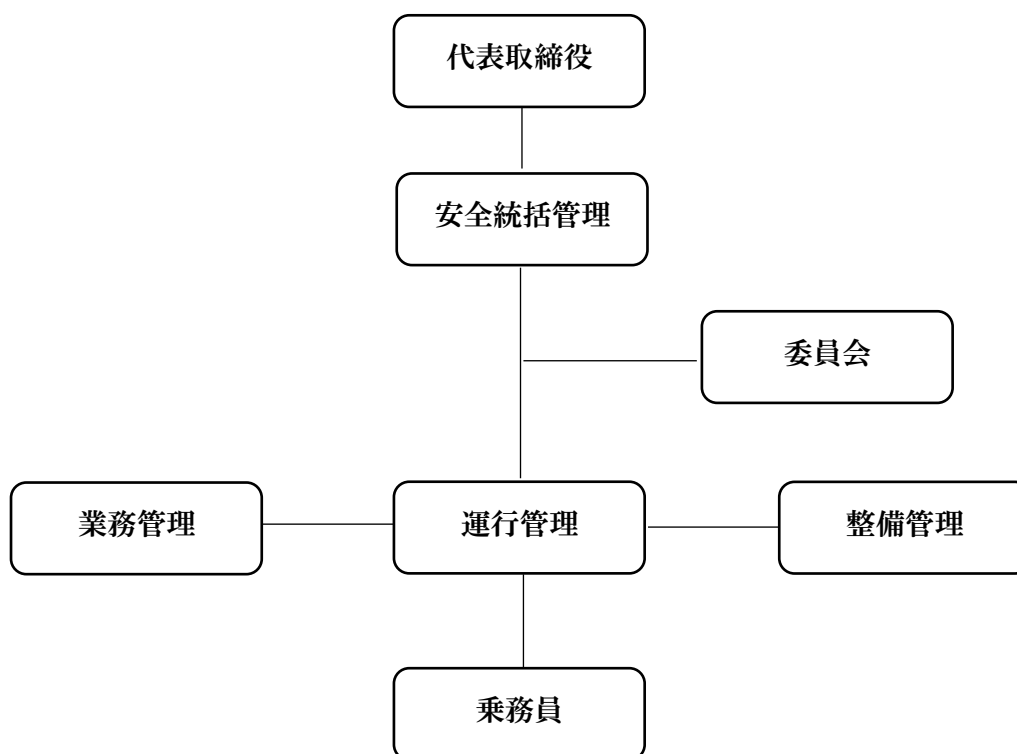 代表取締役
安全統括管理
委員会
業務管理
運行管理
整備管理
乗務員